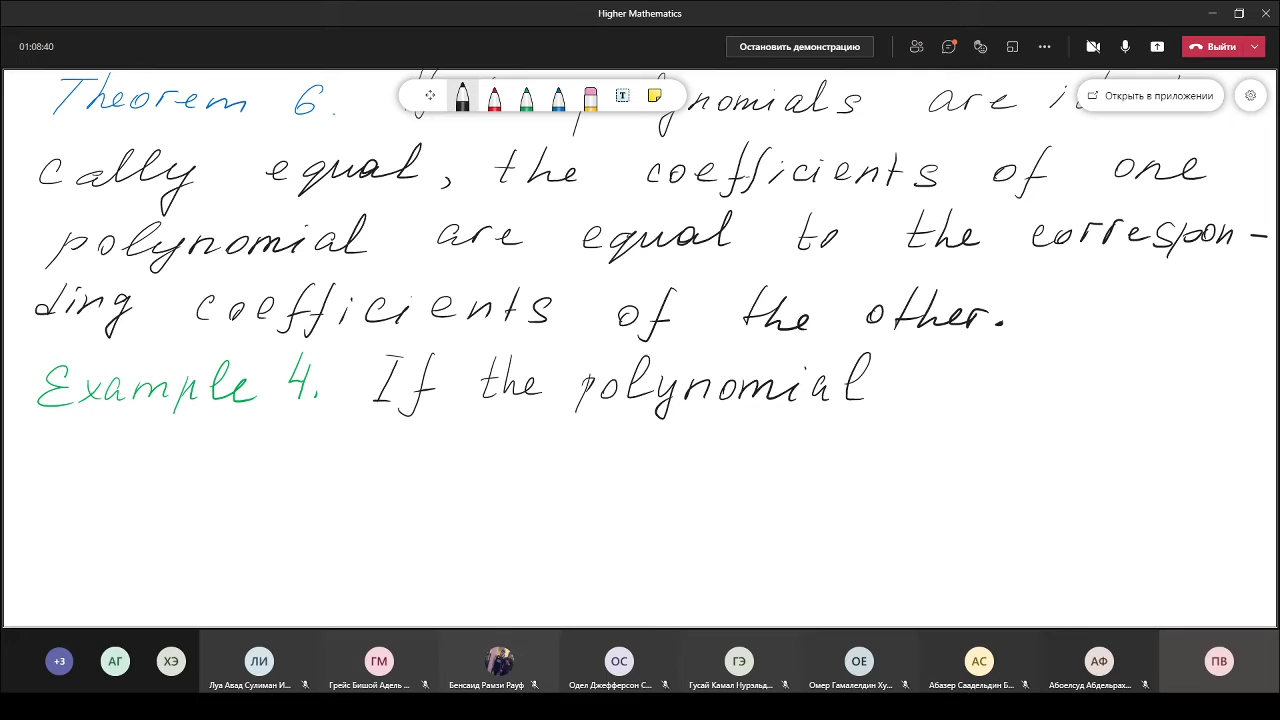 Higher Mathematics
01:08:40
Остановить демонстрацию
Выйти
Theorem 6. polynomials are
Открыть в приложении
cally equal, the coefficients of one
polynomial are equal to the correspon-
ding coefficients of the other.
Example 4. If the polynomial
+3 АГ ХЭ ЛИ ГМ ОС ГЭ ОЕ АС АФ ПВ
Луа Авад Сулиман И... Грейс Бишой Адель ... Бенсаид Рамзи Рауф Одел Джефферсон С... Гусай Камал Нурэльд... Омер Гамалелдин Ху... Абазер Саадельдин Б... Абоелсуд Абдельрах...